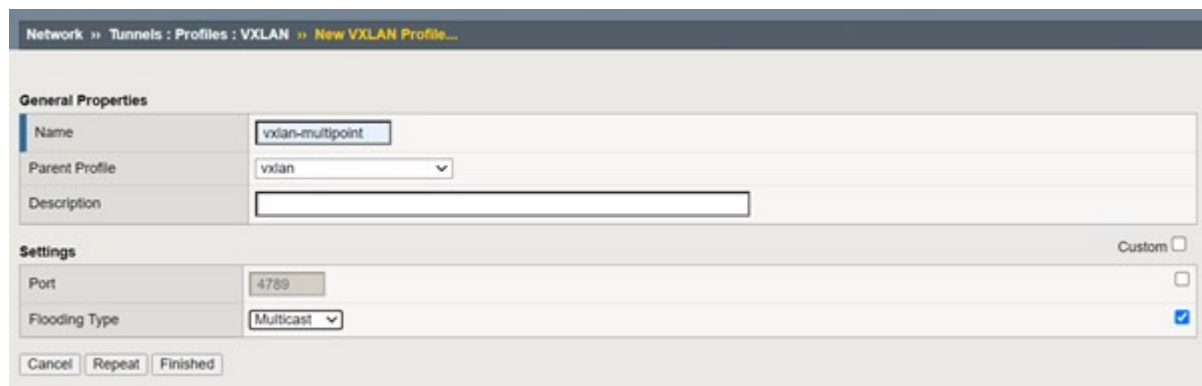 Network » Tunnels : Profiles : VXLAN » New VXLAN Profile...
General Properties
Name vxlan-multipoint
Parent Profile vxlan
Description
Settings Custom
Port 4789
Flooding Type Multicast
Cancel Repeat Finished